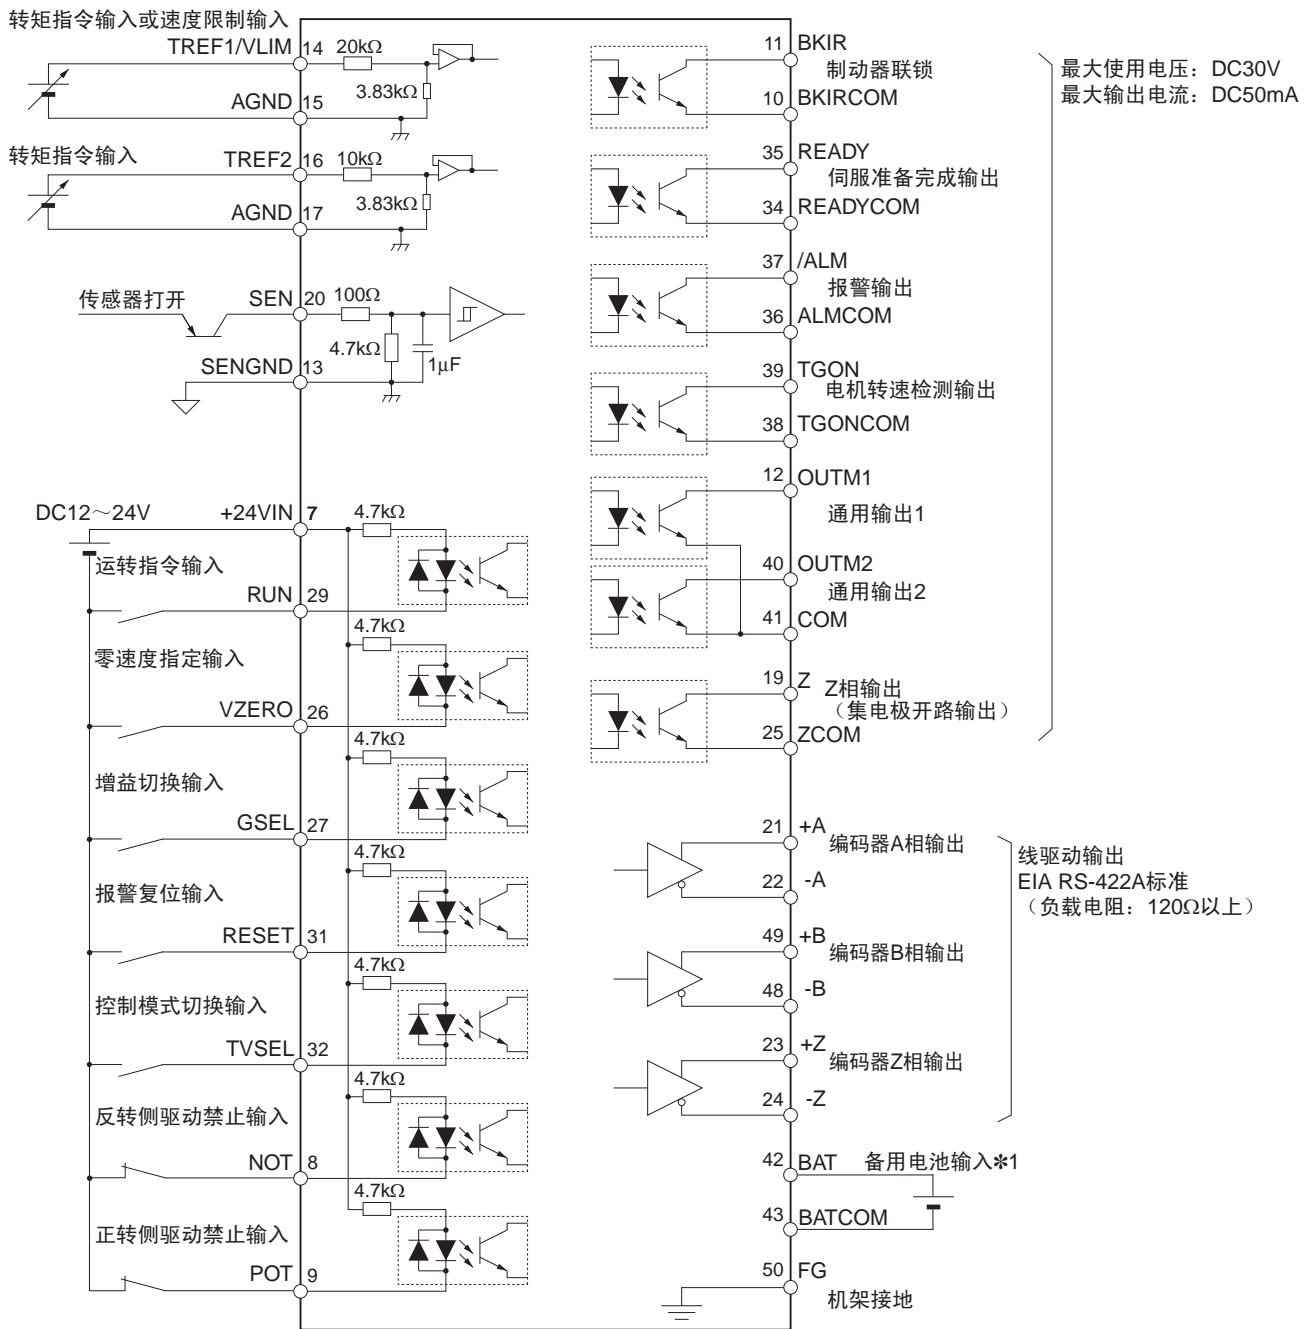 转矩指令输入或速度限制输入
TREF1/VLIM 14 20kΩ
3.83kΩ
AGND 15
转矩指令输入
TREF2 16 10kΩ
3.83kΩ
AGND 17
传感器打开
SEN 20 100Ω
4.7kΩ
1μF
SENGND 13
DC12～24V
+24VIN 7 4.7kΩ
运转指令输入
RUN 29
4.7kΩ
零速度指定输入
VZERO 26
4.7kΩ
增益切换输入
GSEL 27
4.7kΩ
报警复位输入
RESET 31
4.7kΩ
控制模式切换输入
TVSEL 32
4.7kΩ
反转侧驱动禁止输入
NOT 8
4.7kΩ
正转侧驱动禁止输入
POT 9
11 BKIR
制动器联锁
10 BKIRCOM
35 READY
伺服准备完成输出
34 READYCOM
37 /ALM
报警输出
36 ALMCOM
39 TGON
电机转速检测输出
38 TGONCOM
12 OUTM1
通用输出1
40 OUTM2
通用输出2
41 COM
19 Z
Z相输出
（集电极开路输出）
25 ZCOM
最大使用电压：DC30V
最大输出电流：DC50mA
21 +A
编码器A相输出
22 -A
49 +B
编码器B相输出
48 -B
23 +Z
编码器Z相输出
24 -Z
线驱动输出
EIA RS-422A标准
（负载电阻：120Ω以上）
42 BAT 备用电池输入✻1
43 BATCOM
50 FG
机架接地